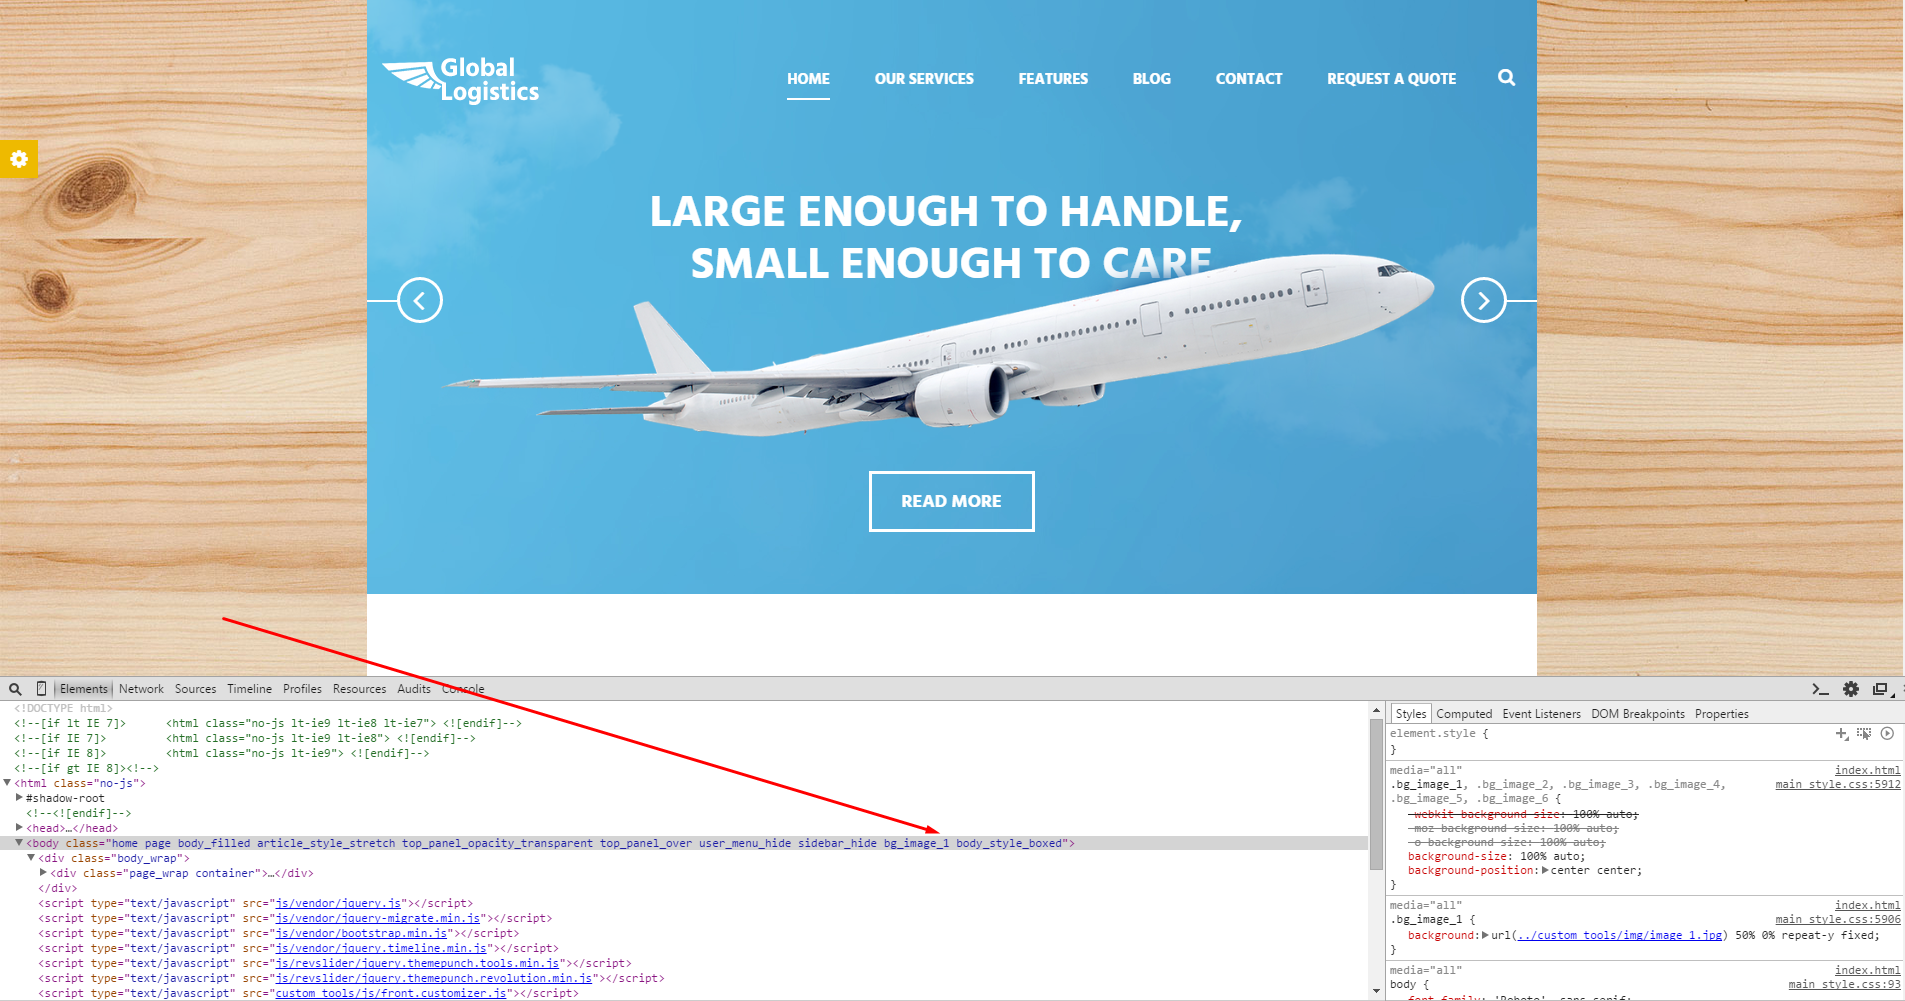 Global
Logistics
HOME OUR SERVICES FEATURES BLOG CONTACT REQUEST A QUOTE
LARGE ENOUGH TO HANDLE,
SMALL ENOUGH TO CARE
READ MORE
Elements Network Sources Timeline Profiles Resources Audits Console
<!DOCTYPE html>
<!--[if lt IE 7]> <html class="no-js lt-ie9 lt-ie8 lt-ie7"> <![endif]-->
<!--[if IE 7]> <html class="no-js lt-ie9 lt-ie8"> <![endif]-->
<!--[if IE 8]> <html class="no-js lt-ie9"> <![endif]-->
<!--[if gt IE 8]><!-->
<html class="no-js">
#shadow-root
<!--<![endif]-->
<head>…</head>
<body class="home page body_filled article_style_stretch top_panel_opacity_transparent top_panel_over user_menu_hide sidebar_hide bg_image_1 body_style_boxed">
<div class="body_wrap">
<div class="page_wrap container">…</div>
</div>
<script type="text/javascript" src="js/vendor/jquery.js"></script>
<script type="text/javascript" src="js/vendor/jquery-migrate.min.js"></script>
<script type="text/javascript" src="js/vendor/bootstrap.min.js"></script>
<script type="text/javascript" src="js/vendor/jquery.timeline.min.js"></script>
<script type="text/javascript" src="js/revslider/jquery.themepunch.tools.min.js"></script>
<script type="text/javascript" src="js/revslider/jquery.themepunch.revolution.min.js"></script>
<script type="text/javascript" src="custom_tools/js/front.customizer.js"></script>
Styles Computed Event Listeners DOM Breakpoints Properties
element.style {
}
media="all" index.html
.bg_image_1, .bg_image_2, .bg_image_3, .bg_image_4, main_style.css:5912
.bg_image_5, .bg_image_6 {
-webkit-background-size: 100% auto;
-moz-background-size: 100% auto;
-o-background-size: 100% auto;
background-size: 100% auto;
background-position: center center;
}
media="all" index.html
.bg_image_1 { main_style.css:5906
background: url(../custom_tools/img/image_1.jpg) 50% 0% repeat-y fixed;
}
media="all" index.html
body { main_style.css:93
font-family: 'Roboto', sans-serif;